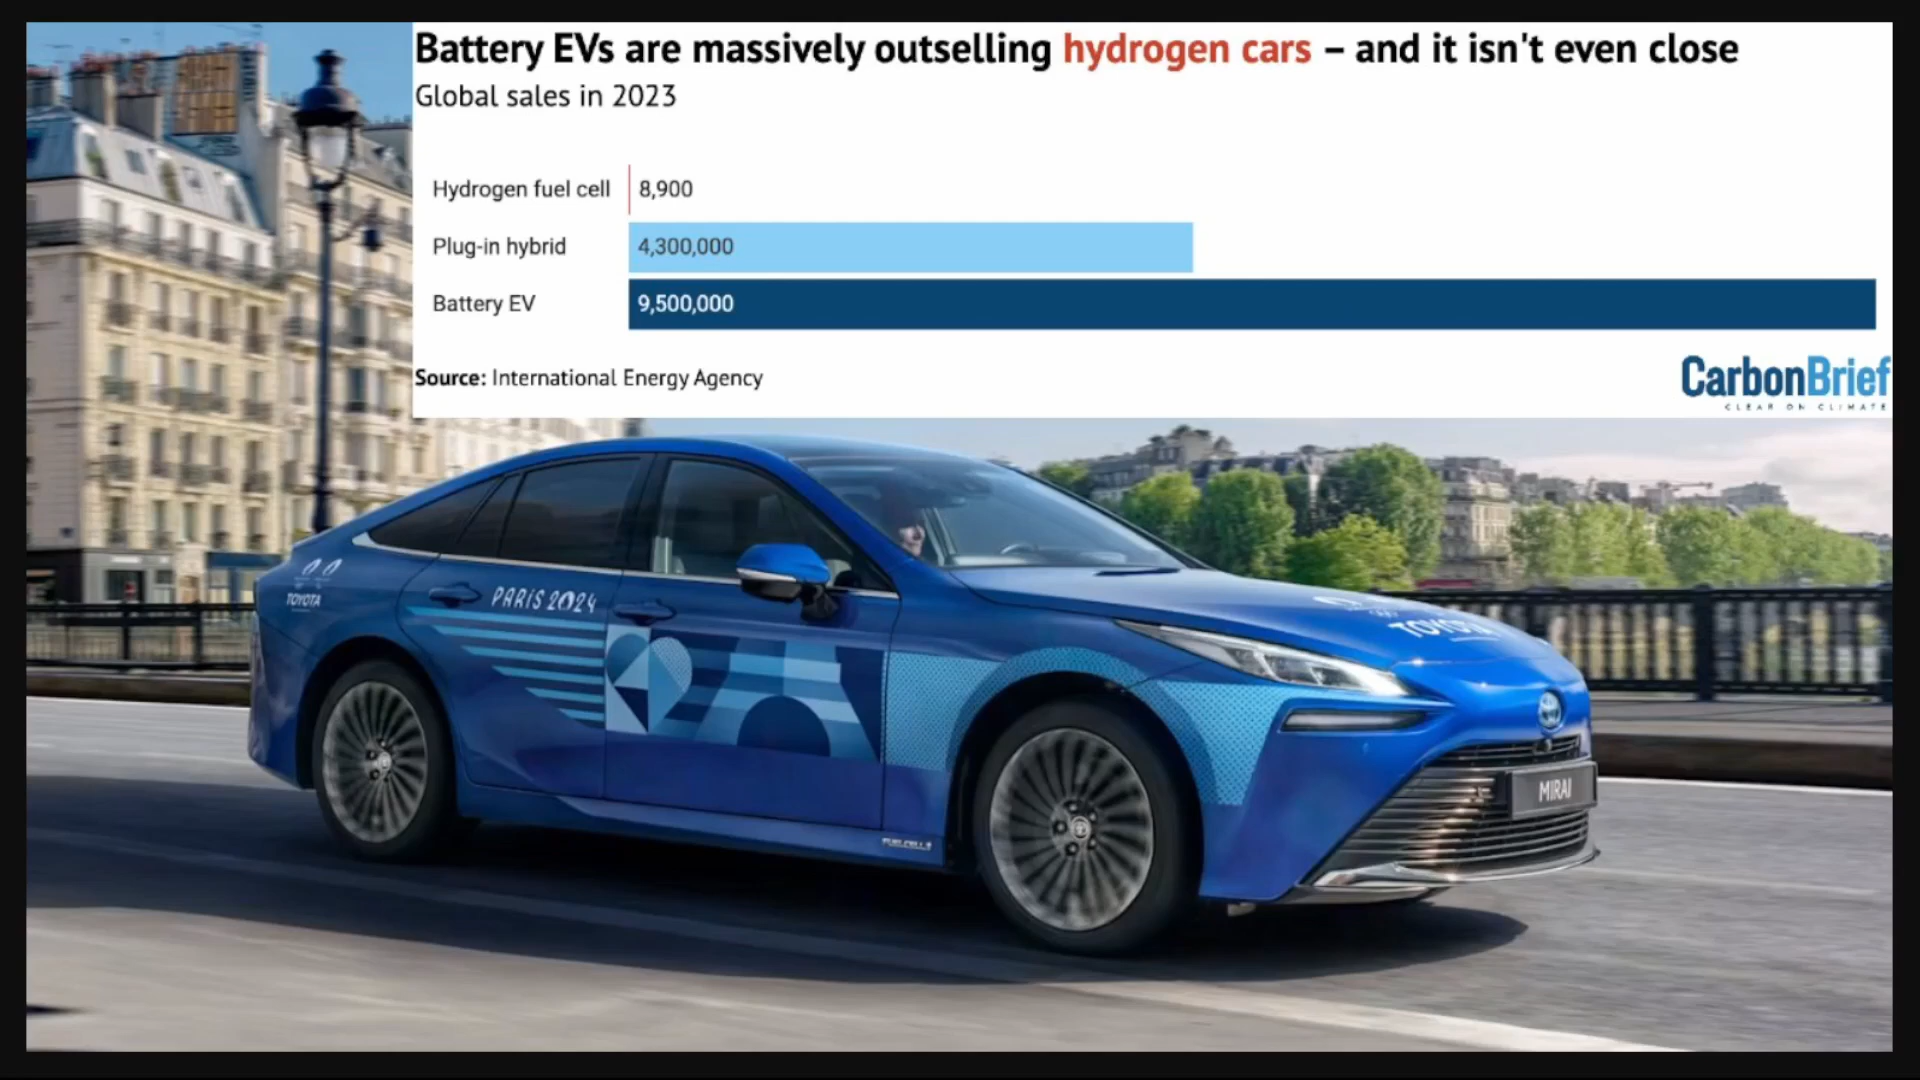 Battery EVs are massively outselling hydrogen cars – and it isn't even close
Global sales in 2023
Hydrogen fuel cell 8,900
Plug-in hybrid 4,300,000
Battery EV 9,500,000
Source: International Energy Agency
CarbonBrief
CLEAR ON CLIMATE
TOYOTA
PARIS 2024
TOYOTA
MIRAI